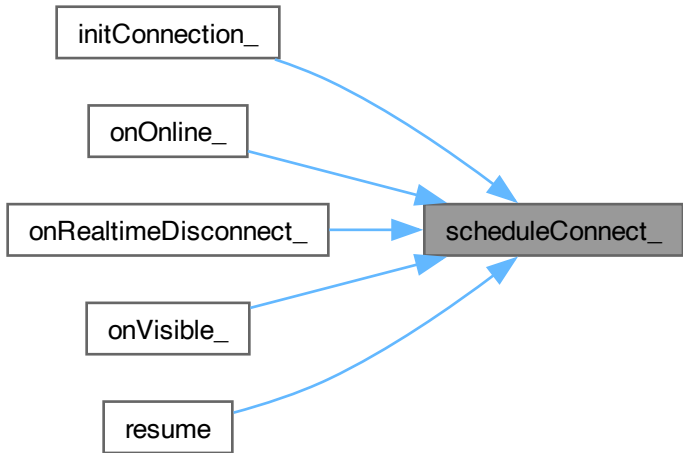 initConnection_
onOnline_
onRealtimeDisconnect_
scheduleConnect_
onVisible_
resume